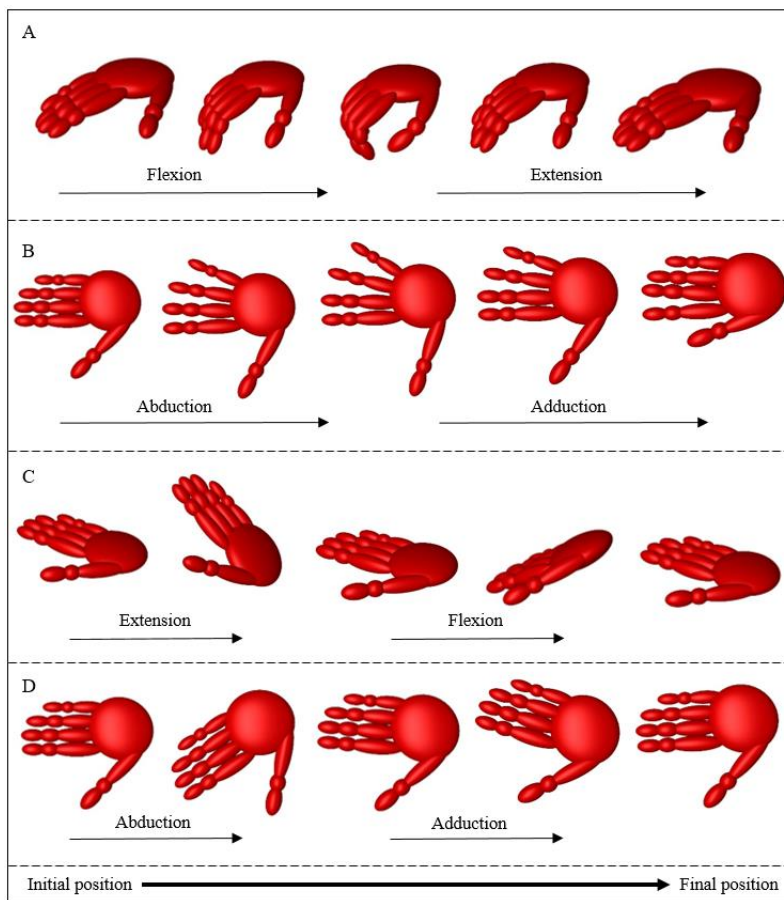 A
Flexion Extension
B
Abduction Adduction
C
Extension Flexion
D
Abduction Adduction
Initial position Final position